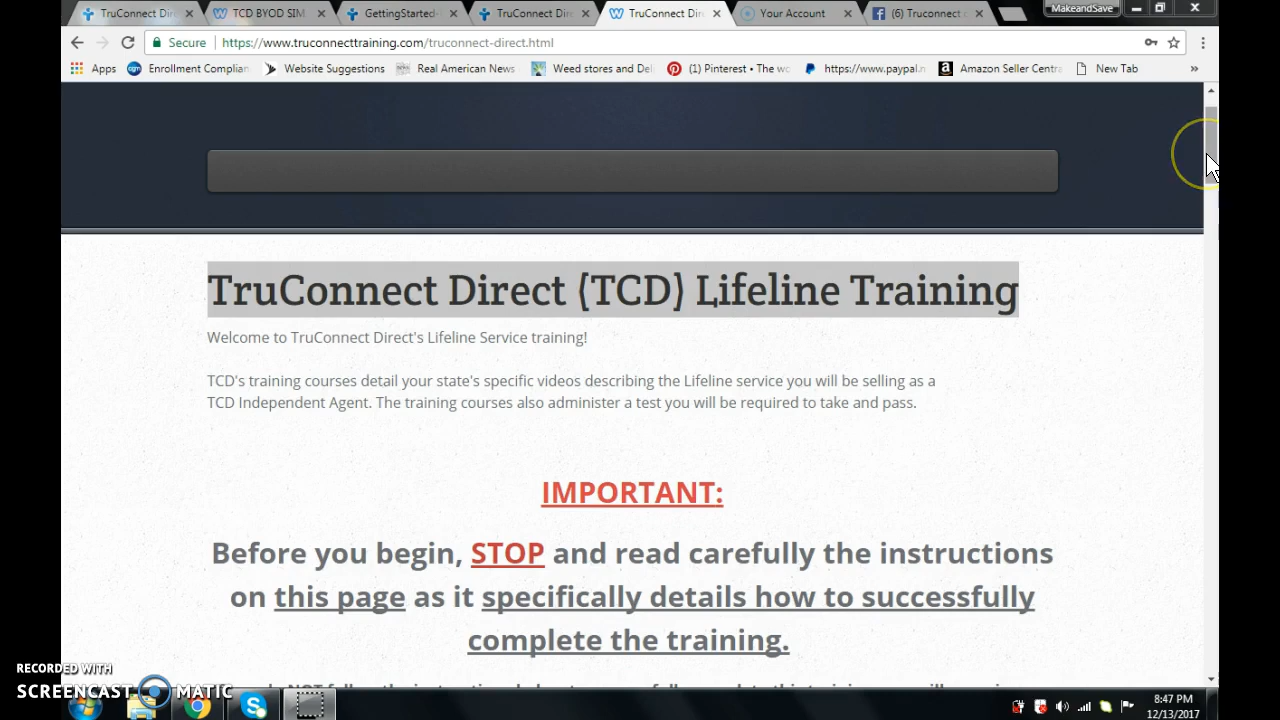 TruConnect Dir
TCD BYOD SIM
GettingStarted-
TruConnect Dir
TruConnect Dir
Your Account
(6) Truconnect
MakeandSave
Secure
https://www.truconnecttraining.com/truconnect-direct.html
Apps
Enrollment Complian
Website Suggestions
Real American News
Weed stores and De
(1) Pinterest • The wo
https://www.paypal.n
Amazon Seller Centra
New Tab
»
TruConnect Direct (TCD) Lifeline Training
Welcome to TruConnect Direct's Lifeline Service training!
TCD's training courses detail your state's specific videos describing the Lifeline service you will be selling as a
TCD Independent Agent. The training courses also administer a test you will be required to take and pass.
IMPORTANT:
Before you begin, STOP and read carefully the instructions
on this page as it specifically details how to successfully
complete the training.
RECORDED WITH
SCREENCAST MATIC
8:47 PM
12/13/2017